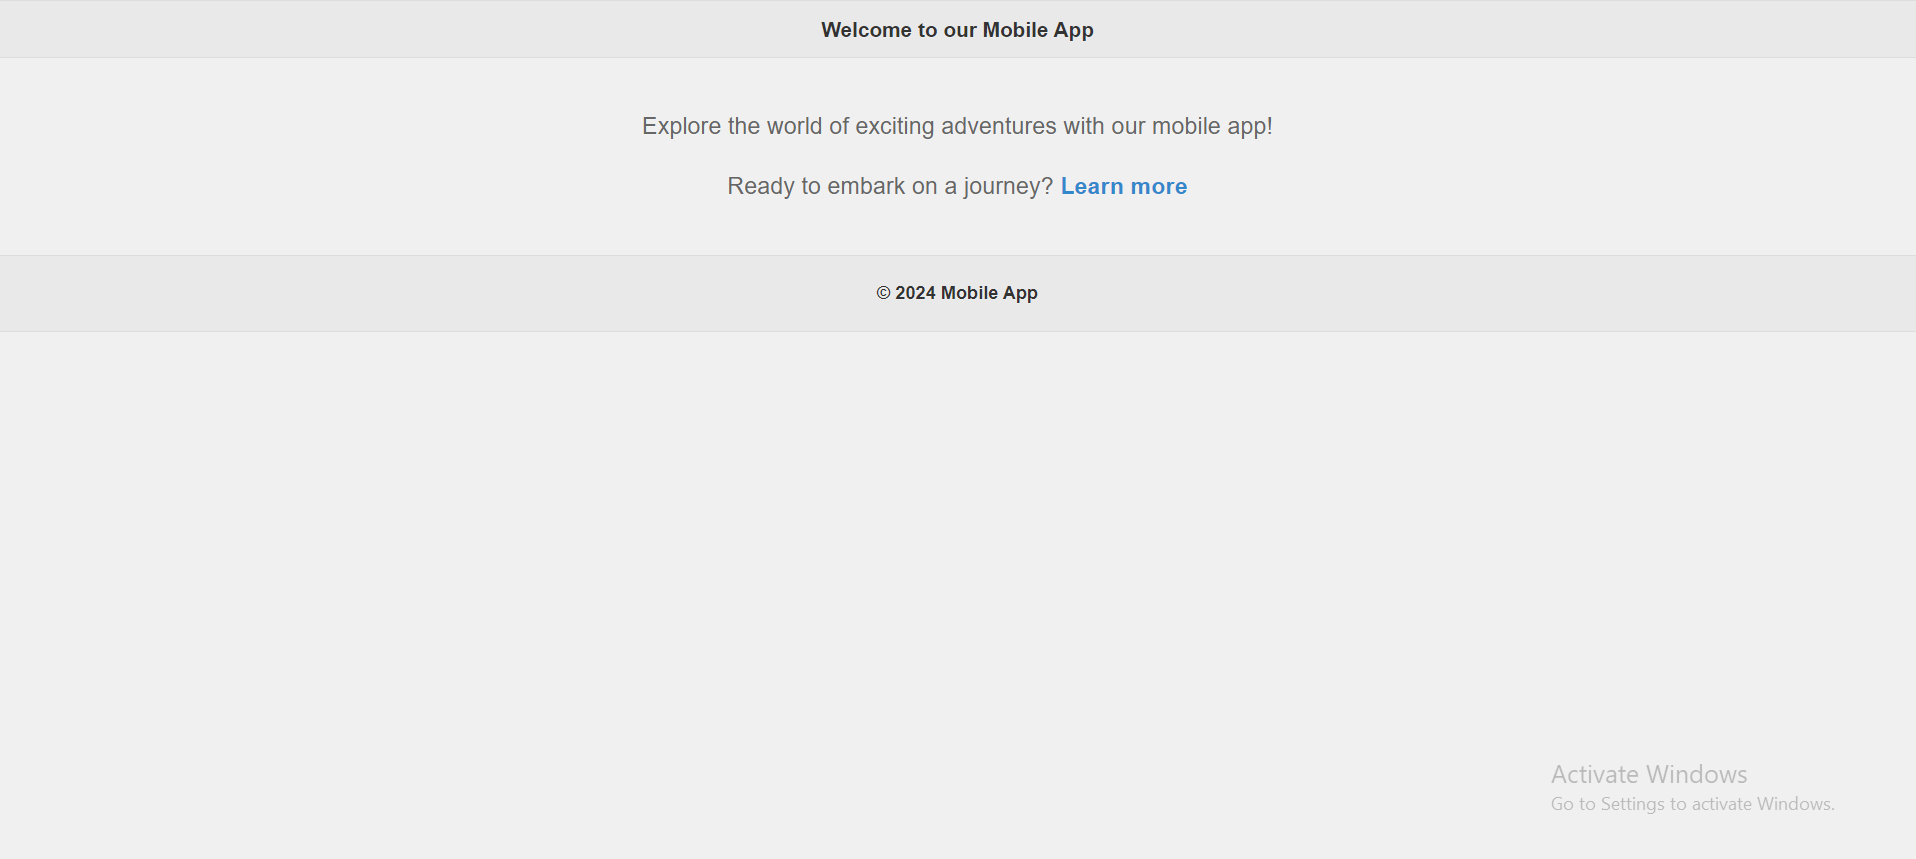 Welcome to our Mobile App
Explore the world of exciting adventures with our mobile app!
Ready to embark on a journey? Learn more
© 2024 Mobile App
Activate Windows
Go to Settings to activate Windows.